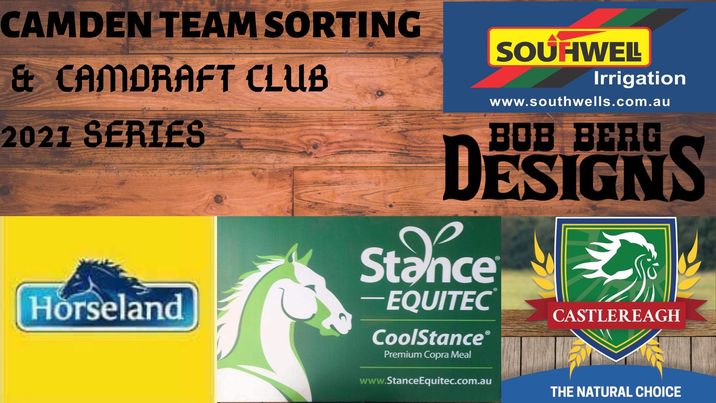 CAMDEN TEAM SORTING
& CAMDRAFT CLUB
2021 SERIES
SOUTHWELL
Irrigation
www.southwells.com.au
BOB BERG
DESIGNS
Horseland
Stance
EQUITEC
CoolStance®
Premium Copra Meal
www.StanceEquitec.com.au
CASTLEREAGH
THE NATURAL CHOICE